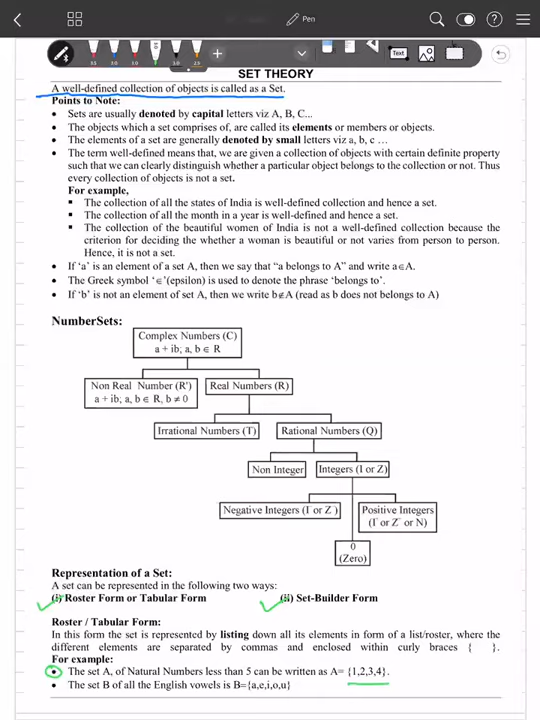 Pen
Text
SET THEORY
A well-defined collection of objects is called as a Set.
Points to Note:
• Sets are usually denoted by capital letters viz A, B, C...
• The objects which a set comprises of, are called its elements or members or objects.
• The elements of a set are generally denoted by small letters viz a, b, c …
• The term well-defined means that, we are given a collection of objects with certain definite property
such that we can clearly distinguish whether a particular object belongs to the collection or not. Thus
every collection of objects is not a set.
For example,
▪ The collection of all the states of India is well-defined collection and hence a set.
▪ The collection of all the month in a year is well-defined and hence a set.
▪ The collection of the beautiful women of India is not a well-defined collection because the
criterion for deciding the whether a woman is beautiful or not varies from person to person.
Hence, it is not a set.
• If 'a' is an element of a set A, then we say that "a belongs to A" and write a∈A.
• The Greek symbol '∈'(epsilon) is used to denote the phrase 'belongs to'.
• If 'b' is not an element of set A, then we write b∉A (read as b does not belongs to A)
NumberSets:
Complex Numbers (C)
a + ib; a, b ∈ R
Non Real Number (R')
a + ib; a, b ∈ R, b ≠ 0
Real Numbers (R)
Irrational Numbers (T)
Rational Numbers (Q)
Non Integer
Integers (I or Z)
Negative Integers (I⁻ or Z⁻)
Positive Integers
0
(Zero)
Representation of a Set:
A set can be represented in the following two ways:
(i) Roster Form or Tabular Form (ii) Set-Builder Form
Roster / Tabular Form:
In this form the set is represented by listing down all its elements in form of a list/roster, where the
different elements are separated by commas and enclosed within curly braces { }.
For example:
• The set A, of Natural Numbers less than 5 can be written as A= {1,2,3,4}.
• The set B of all the English vowels is B={a,e,i,o,u}